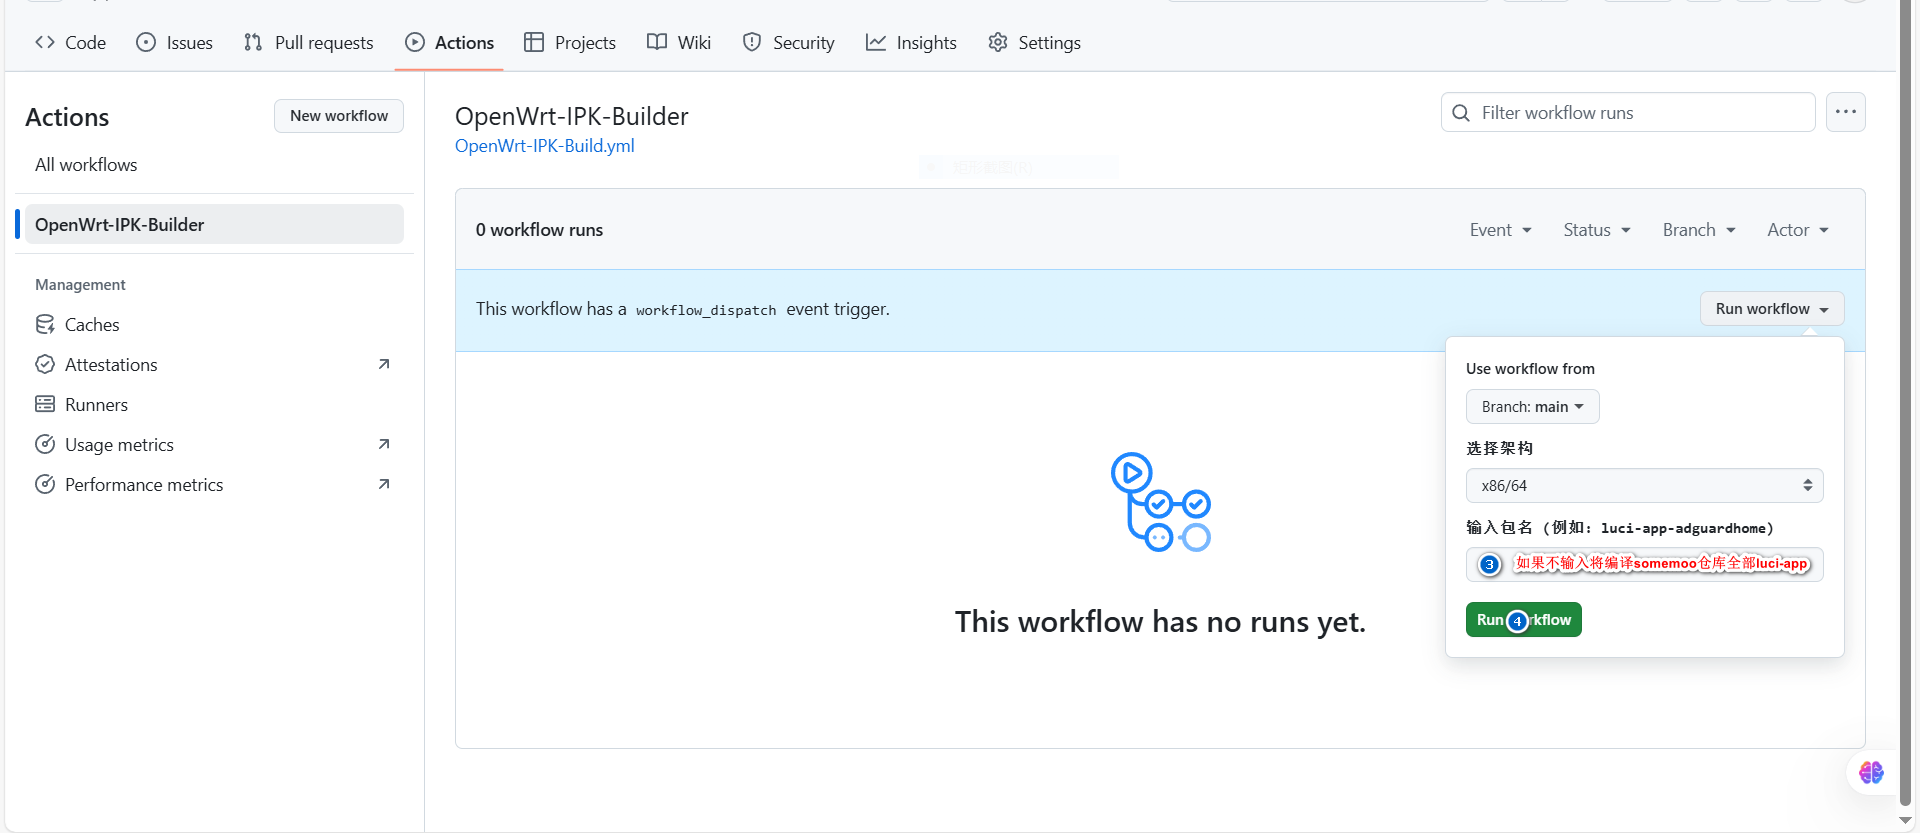 Code Issues Pull requests Actions Projects Wiki Security Insights Settings
Actions
New workflow
All workflows
OpenWrt-IPK-Builder
Management
Caches
Attestations
Runners
Usage metrics
Performance metrics
OpenWrt-IPK-Builder
OpenWrt-IPK-Build.yml
Filter workflow runs
矩形截图(R)
0 workflow runs
Event Status Branch Actor
This workflow has a workflow_dispatch event trigger.
Run workflow
Use workflow from
Branch: main
选择架构
x86/64
输入包名 (例如: luci-app-adguardhome)
3 如果不输入将编译somemoo仓库全部luci-app
Run 4 rkflow
This workflow has no runs yet.